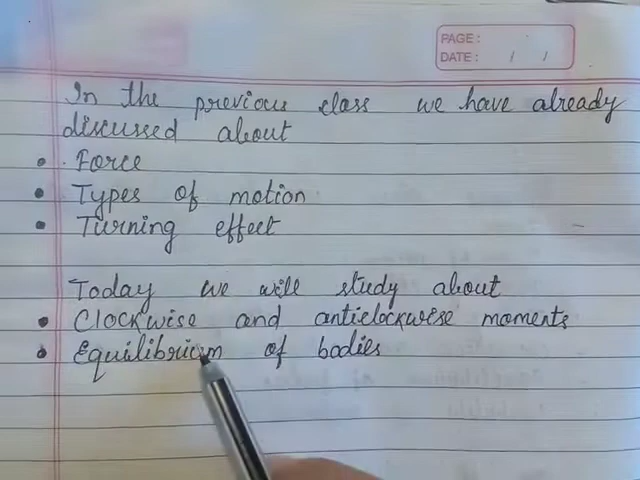 PAGE:
DATE: / /
In the previous class we have already
discussed about
• Force
• Types of motion
• Turning effect
Today we will study about
• Clockwise and anticlockwise moments
• Equilibrium of bodies